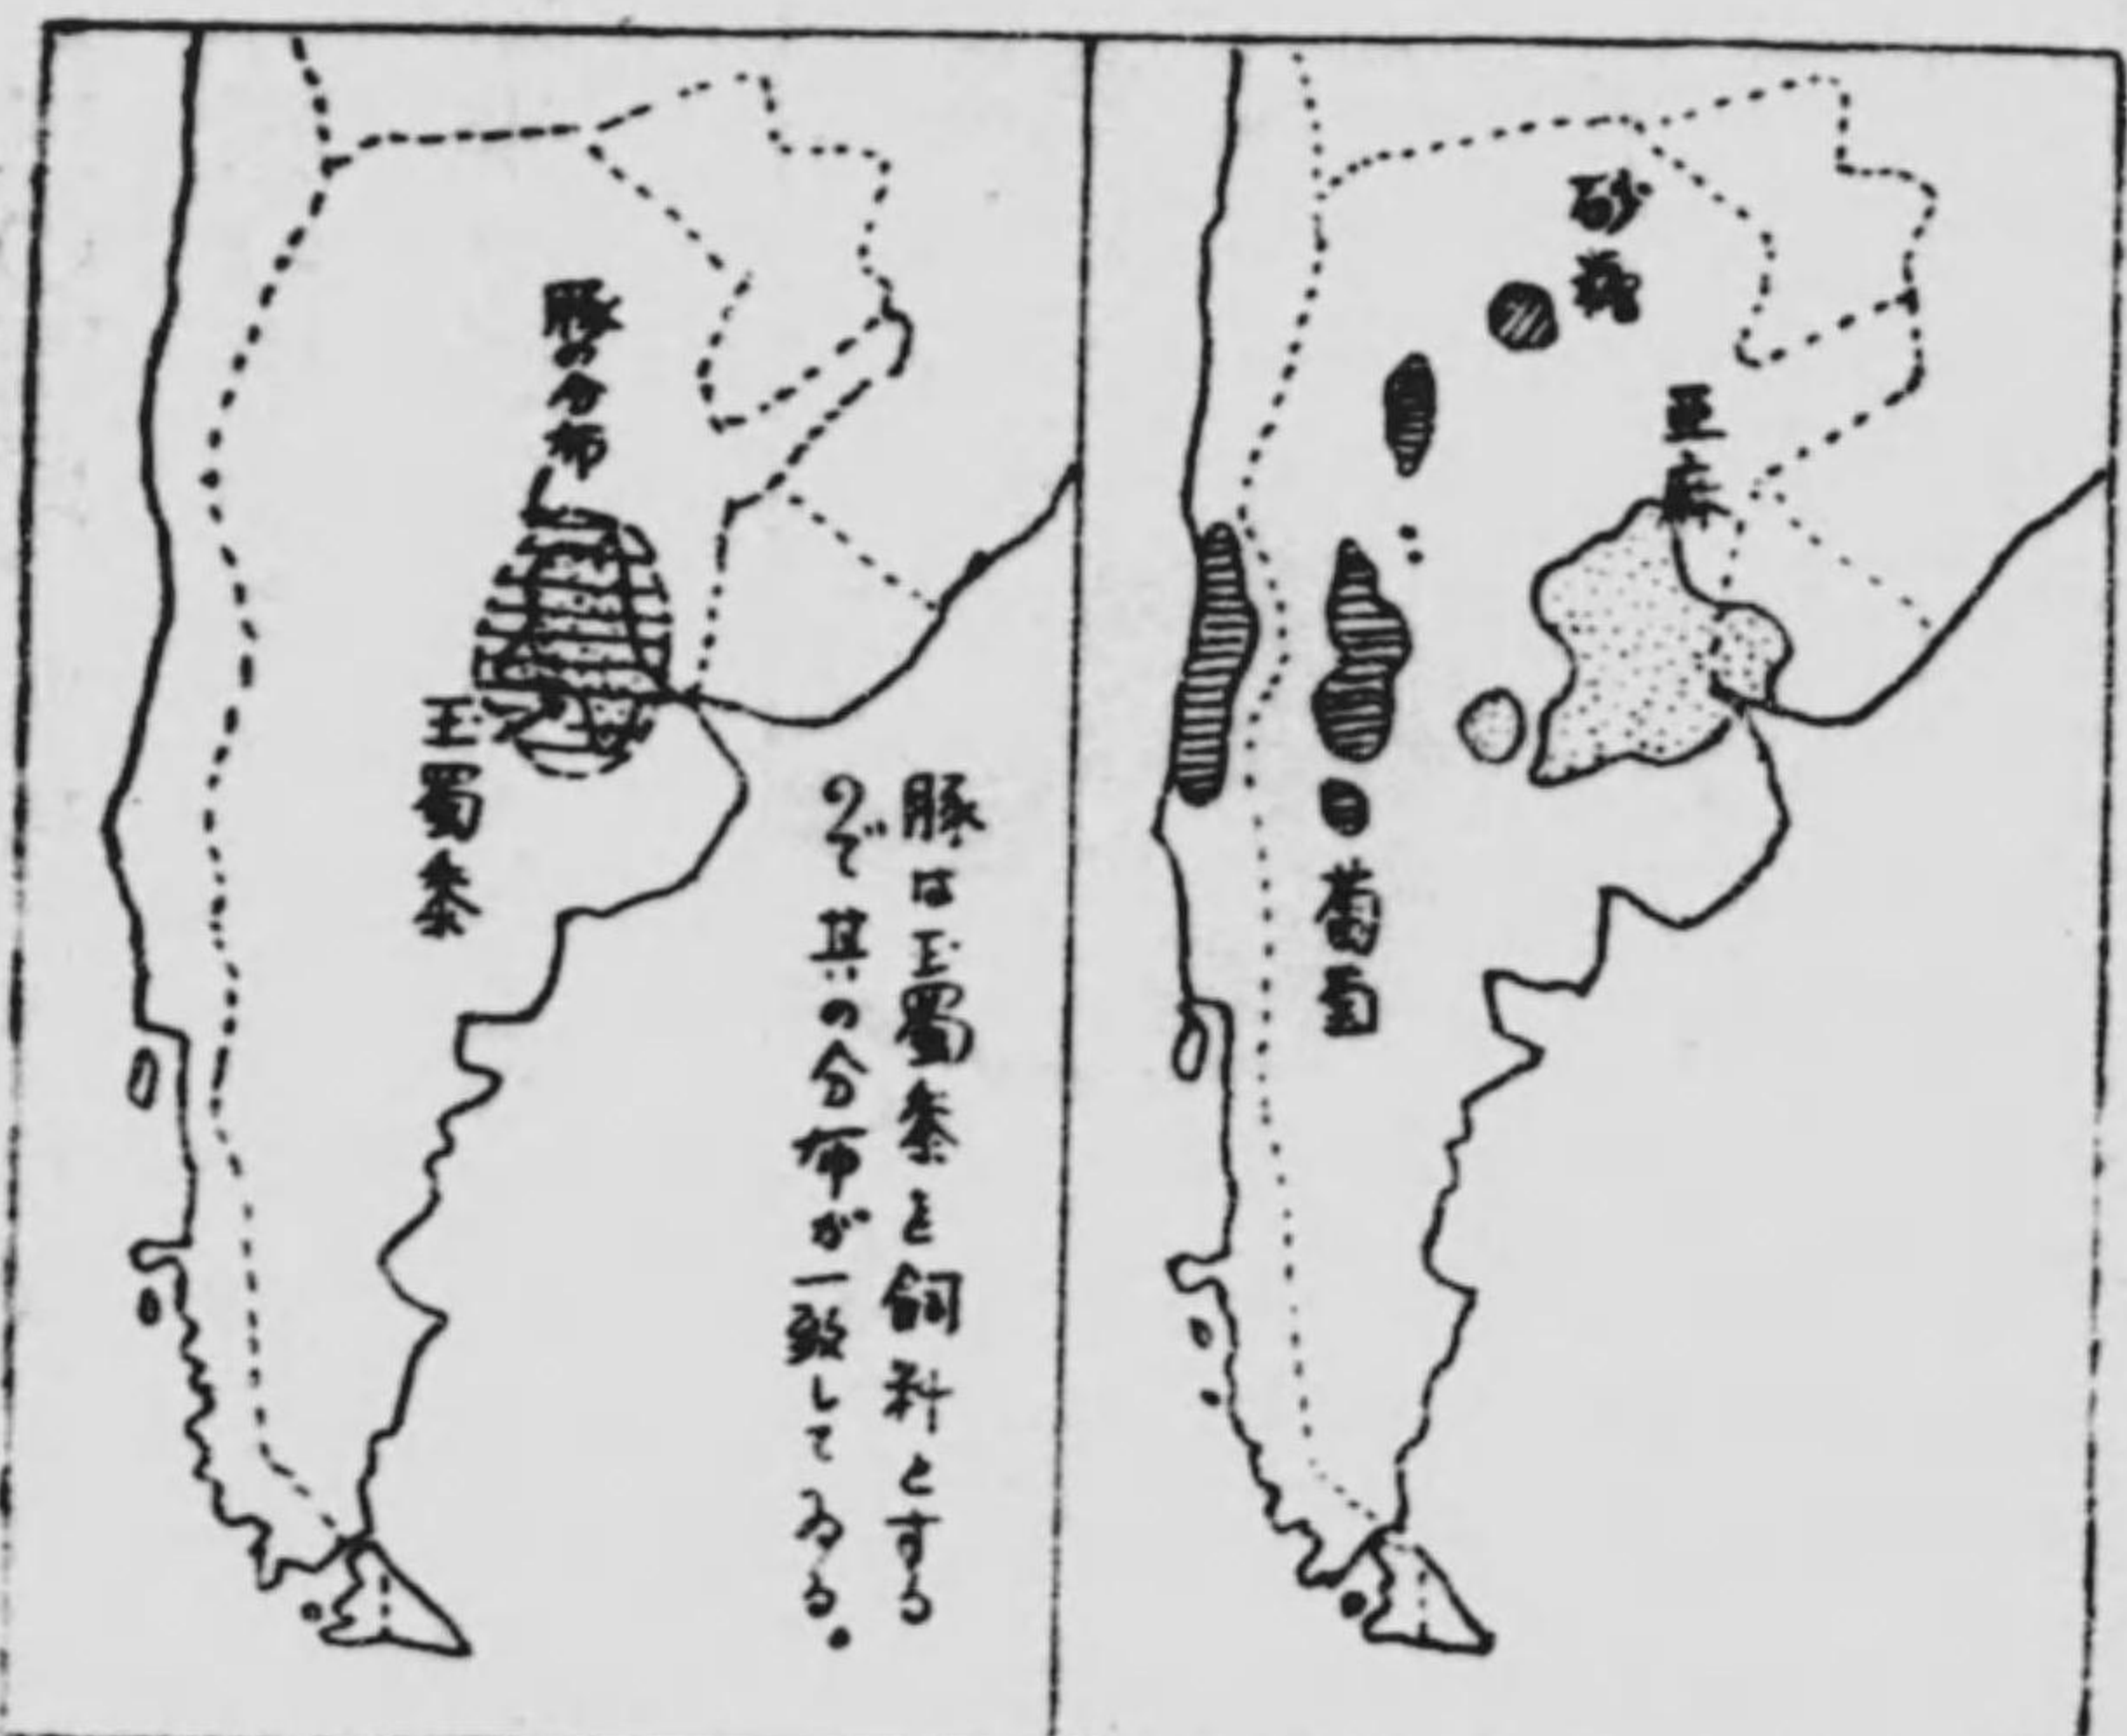 砂糖
亜麻
葡萄
豚の分布
玉蜀黍
豚は玉蜀黍を飼料とする
ので其の分布が一致してゐる。